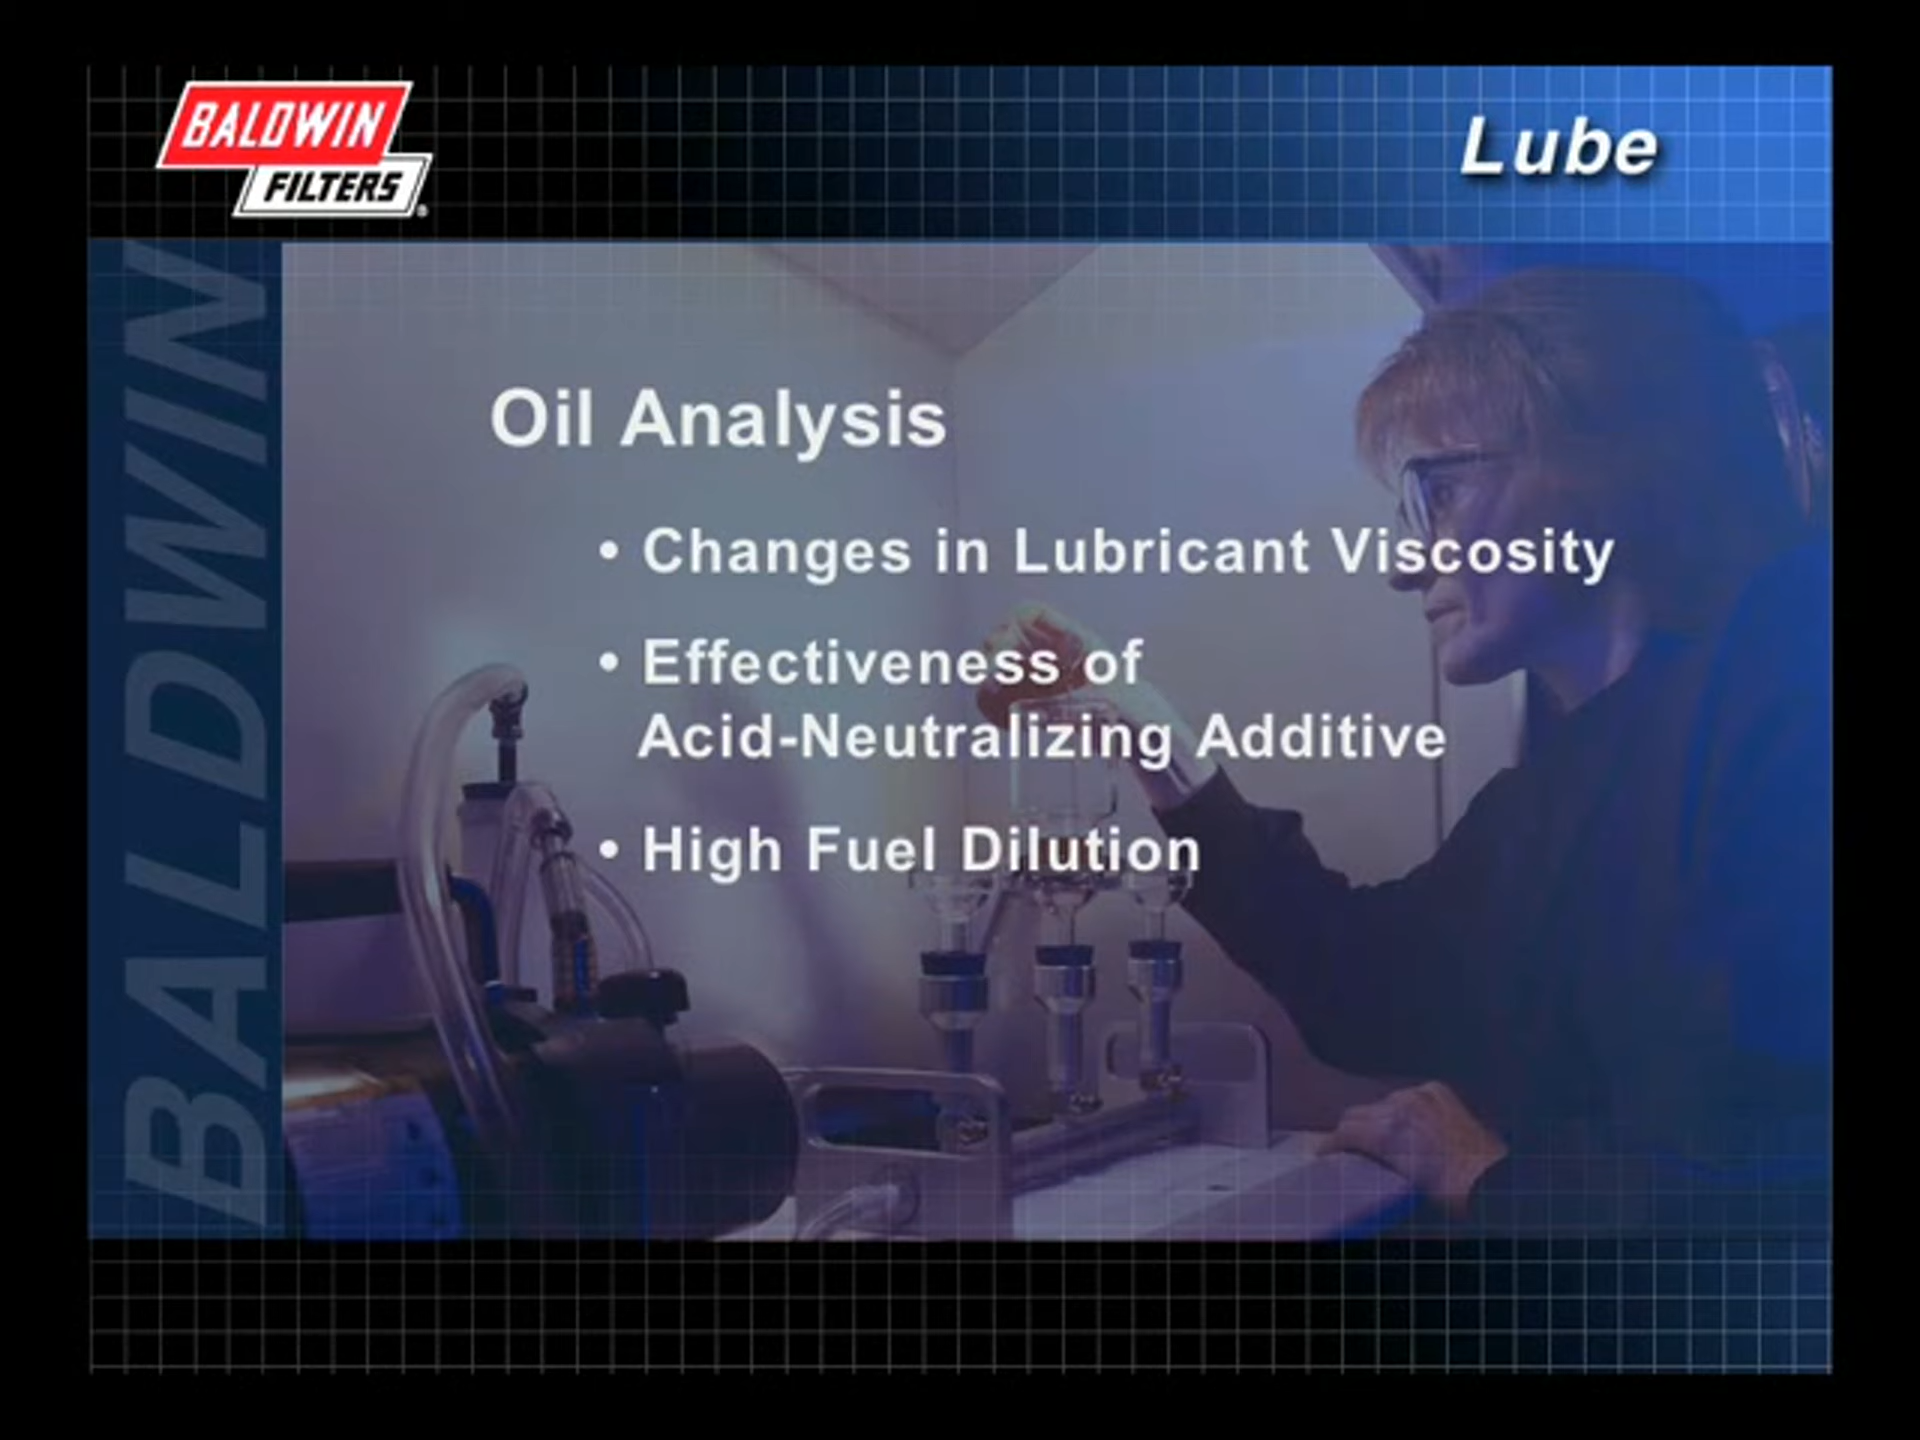 BALDWIN
FILTERS®
Lube
BALDWIN
Oil Analysis
• Changes in Lubricant Viscosity
• Effectiveness of
Acid-Neutralizing Additive
• High Fuel Dilution